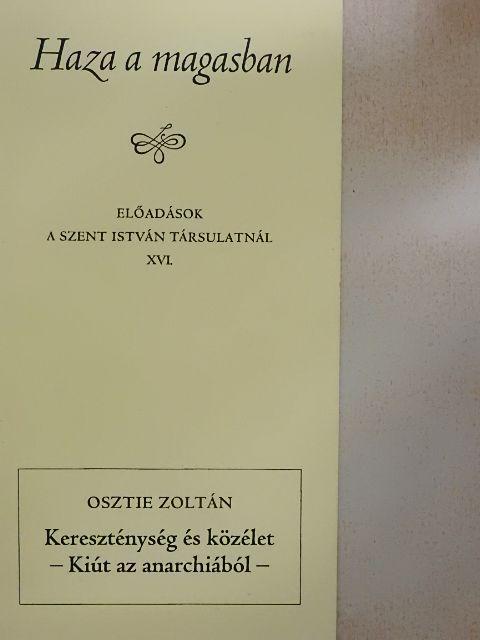 Haza a magasban
ELŐADÁSOK
A SZENT ISTVÁN TÁRSULATNÁL
XVI.
OSZTIE ZOLTÁN
Kereszténység és közélet
– Kiút az anarchiából –